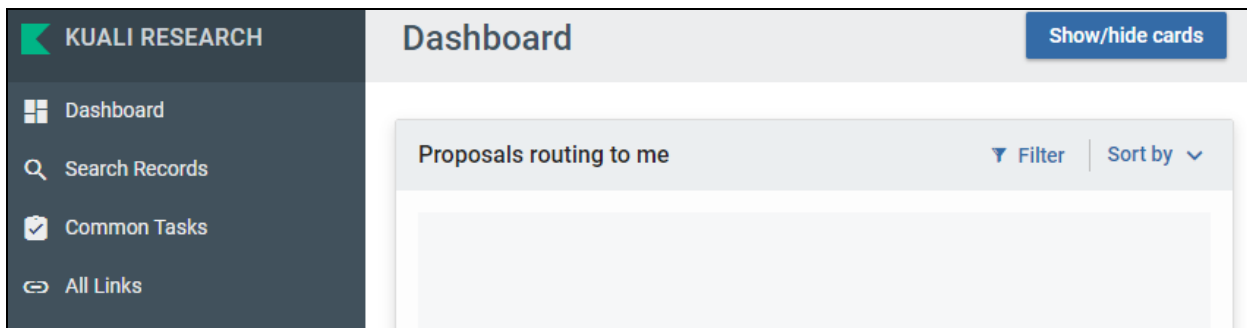 KUALI RESEARCH
Dashboard
Search Records
Common Tasks
All Links
Dashboard
Show/hide cards
Proposals routing to me
Filter
Sort by